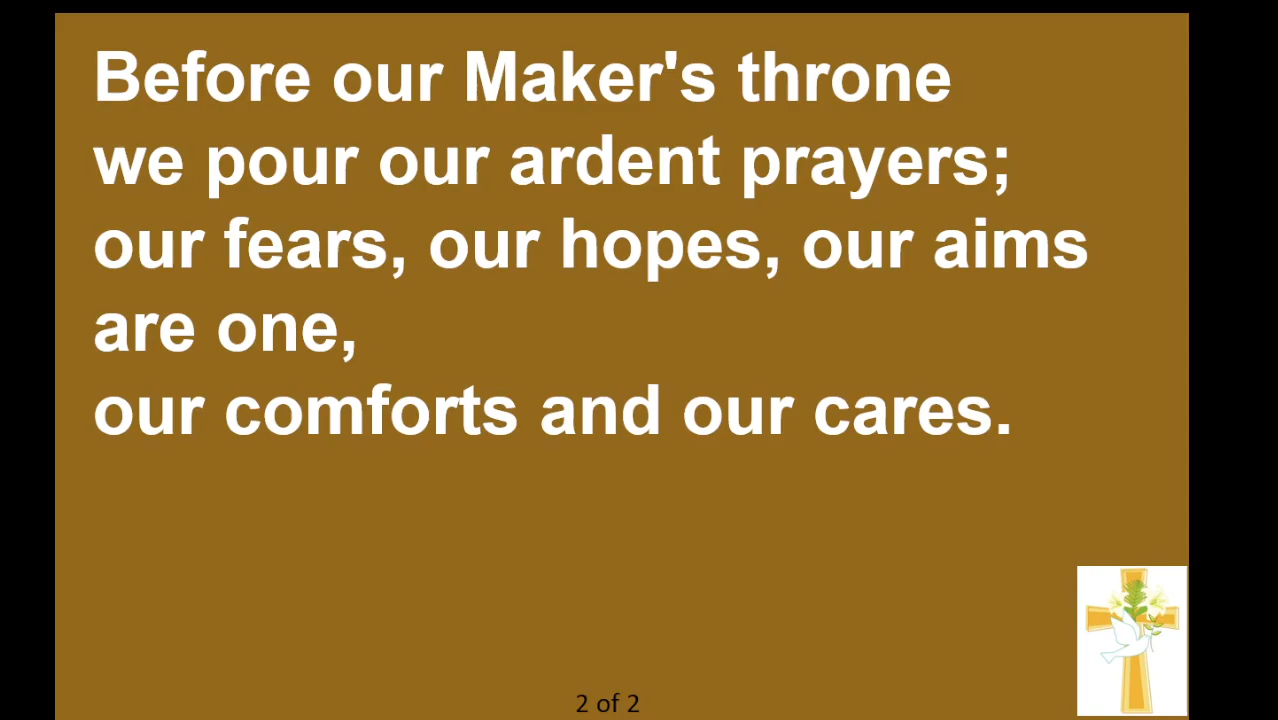 Before our Maker's throne
we pour our ardent prayers;
our fears, our hopes, our aims
are one,
our comforts and our cares.
2 of 2